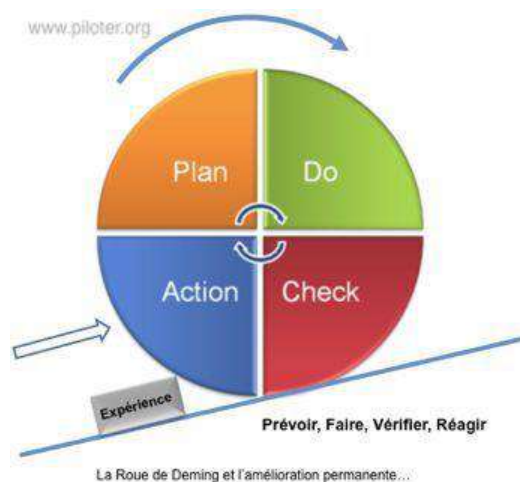 www.piloter.org
Plan
Do
Action
Check
Expérience
Prévoir, Faire, Vérifier, Réagir
La Roue de Deming et l'amélioration permanente...